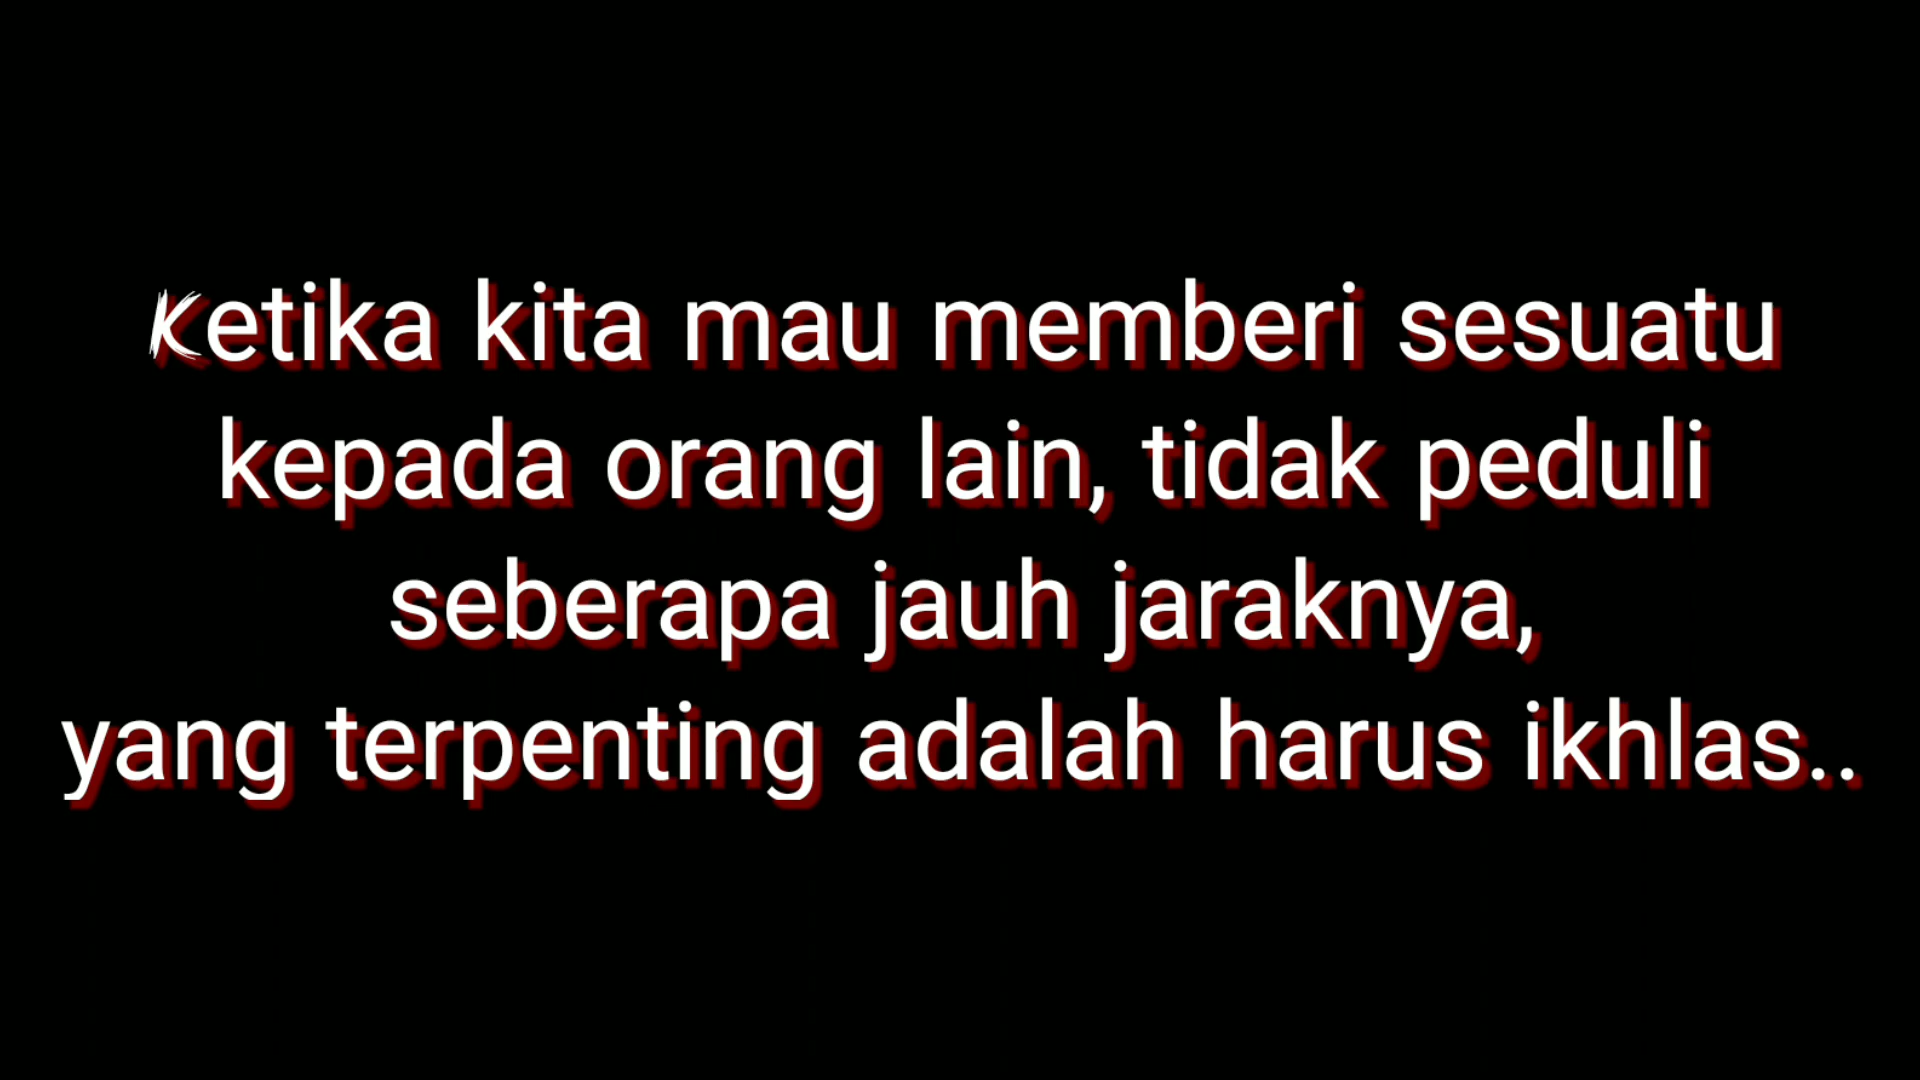 Ketika kita mau memberi sesuatu
kepada orang lain, tidak peduli
seberapa jauh jaraknya,
yang terpenting adalah harus ikhlas..